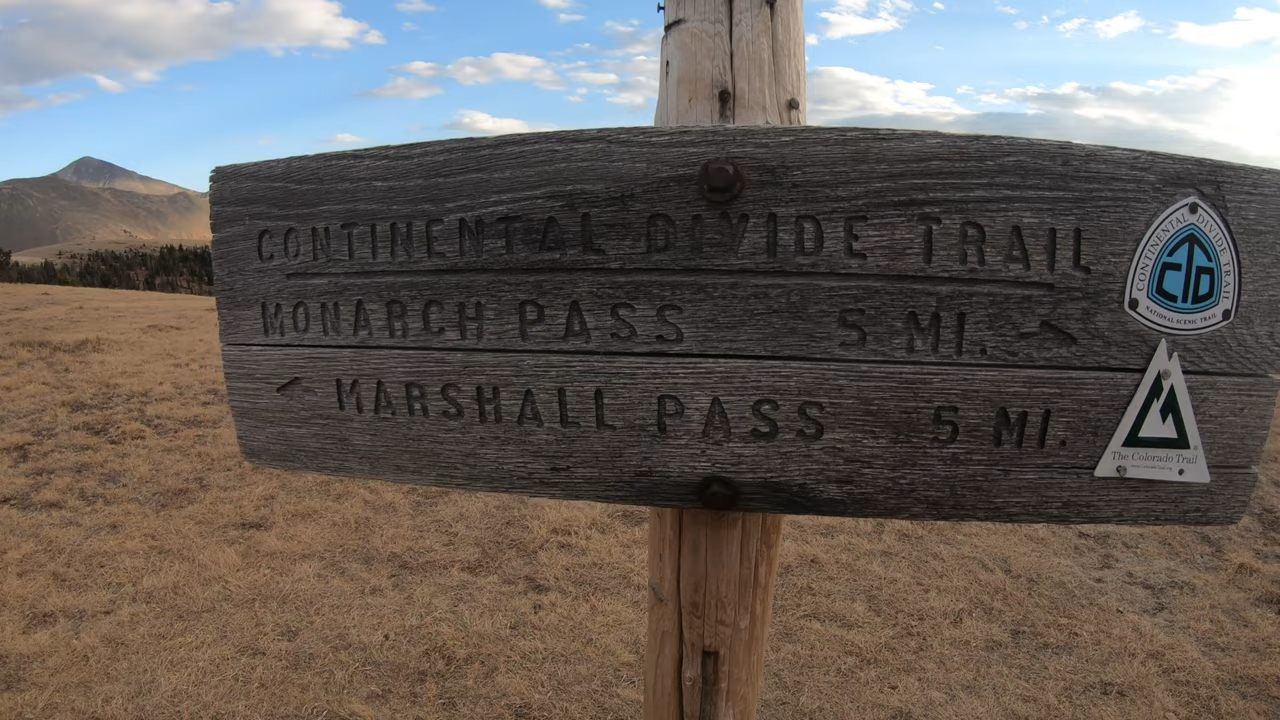 CONTINENTAL DIVIDE TRAIL
MONARCH PASS 5 MI. →
← MARSHALL PASS 5 MI.
CONTINENTAL DIVIDE TRAIL
CTD
NATIONAL SCENIC TRAIL
The Colorado Trail